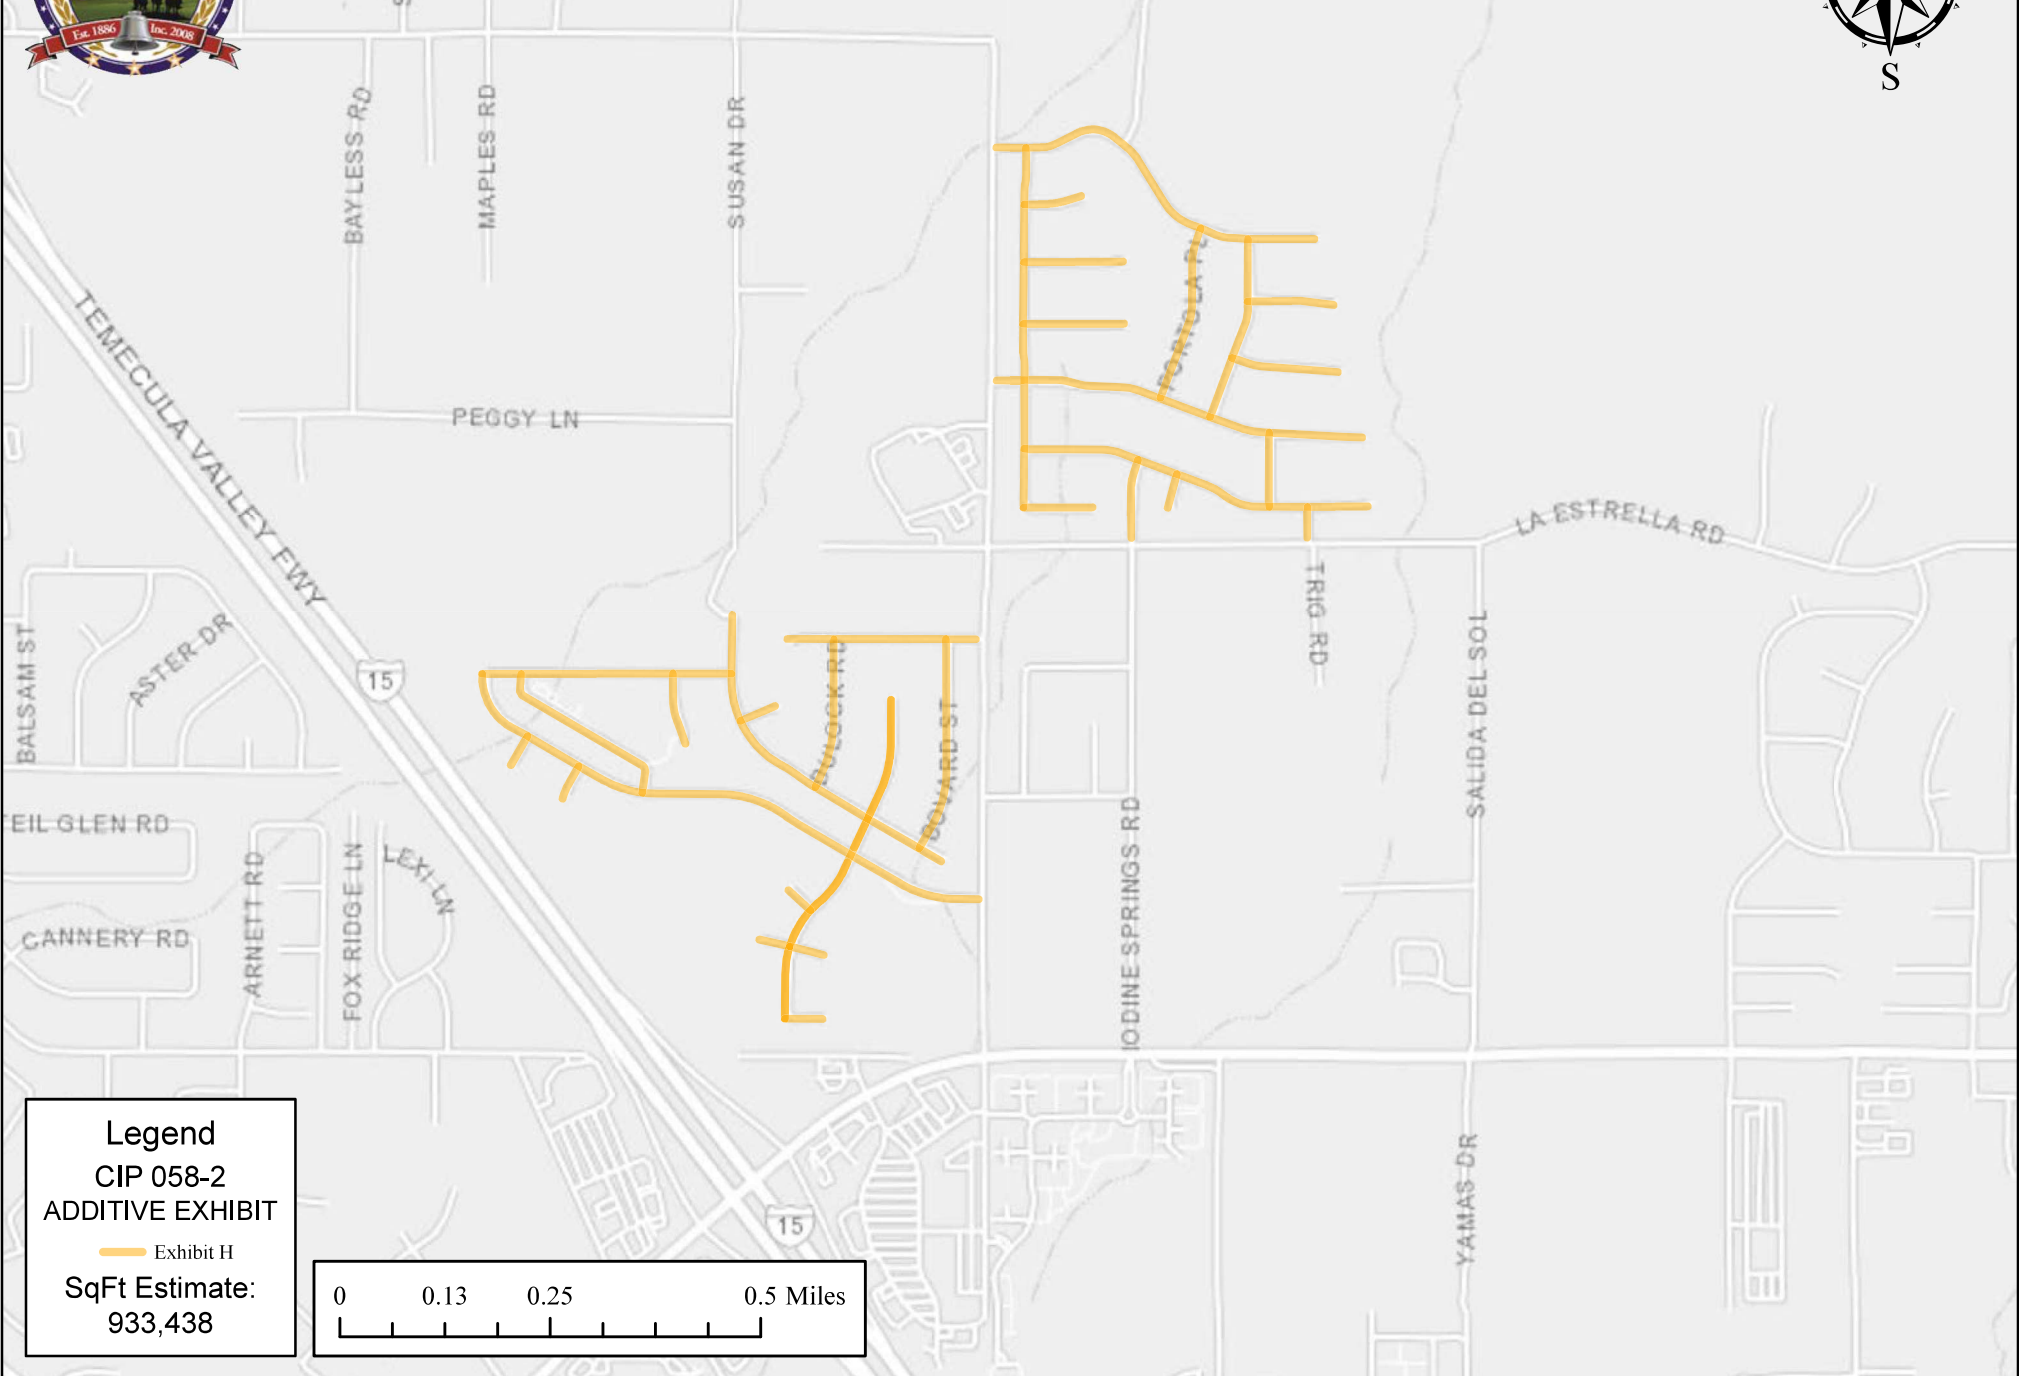 Est. 1886 Inc. 2008
S
BAYLESS RD
MAPLES RD
SUSAN DR
TEMECULA VALLEY FWY
PORTOLA PL
PEGGY LN
LA ESTRELLA RD
TRIG RD
SALIDA DEL SOL
BALSAM ST
ASTER DR
15
BULOCK RD
BOVARD ST
EIL GLEN RD
ARNETT RD
FOX RIDGE LN
LEXI LN
CANNERY RD
IODINE SPRINGS RD
YAMAS DR
15
Legend
CIP 058-2
ADDITIVE EXHIBIT
Exhibit H
SqFt Estimate:
933,438
0 0.13 0.25 0.5 Miles